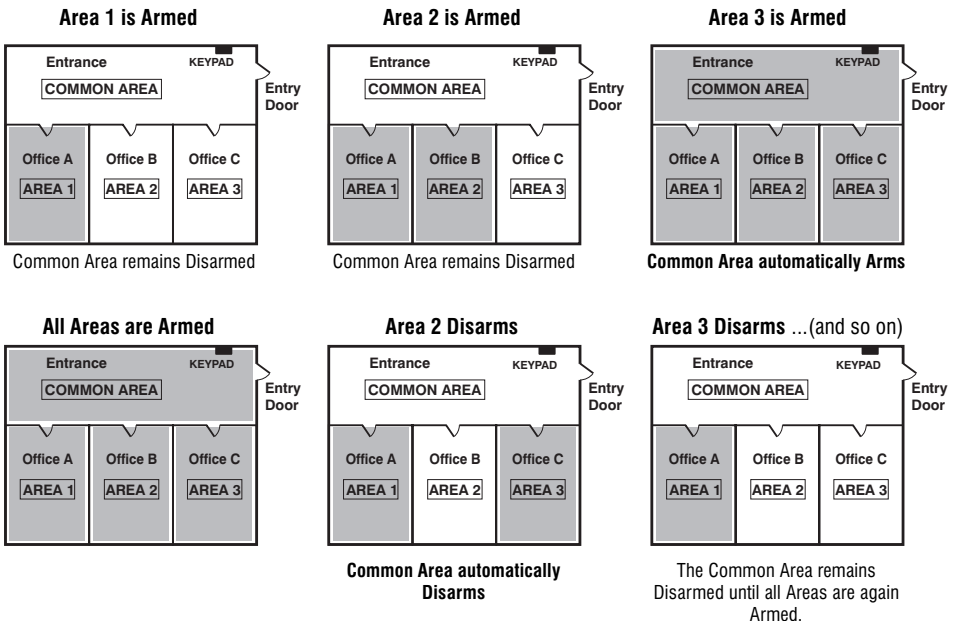 Area 1 is Armed
Entrance
KEYPAD
COMMON AREA
Entry
Door
Office A
Office B
Office C
AREA 1
AREA 2
AREA 3
Common Area remains Disarmed
Area 2 is Armed
Entrance
KEYPAD
COMMON AREA
Entry
Door
Office A
Office B
Office C
AREA 1
AREA 2
AREA 3
Common Area remains Disarmed
Area 3 is Armed
Entrance
KEYPAD
COMMON AREA
Entry
Door
Office A
Office B
Office C
AREA 1
AREA 2
AREA 3
Common Area automatically Arms
All Areas are Armed
Entrance
KEYPAD
COMMON AREA
Entry
Door
Office A
Office B
Office C
AREA 1
AREA 2
AREA 3
Area 2 Disarms
Entrance
KEYPAD
COMMON AREA
Entry
Door
Office A
Office B
Office C
AREA 1
AREA 2
AREA 3
Common Area automatically
Disarms
Area 3 Disarms ...(and so on)
Entrance
KEYPAD
COMMON AREA
Entry
Door
Office A
Office B
Office C
AREA 1
AREA 2
AREA 3
The Common Area remains
Disarmed until all Areas are again
Armed.